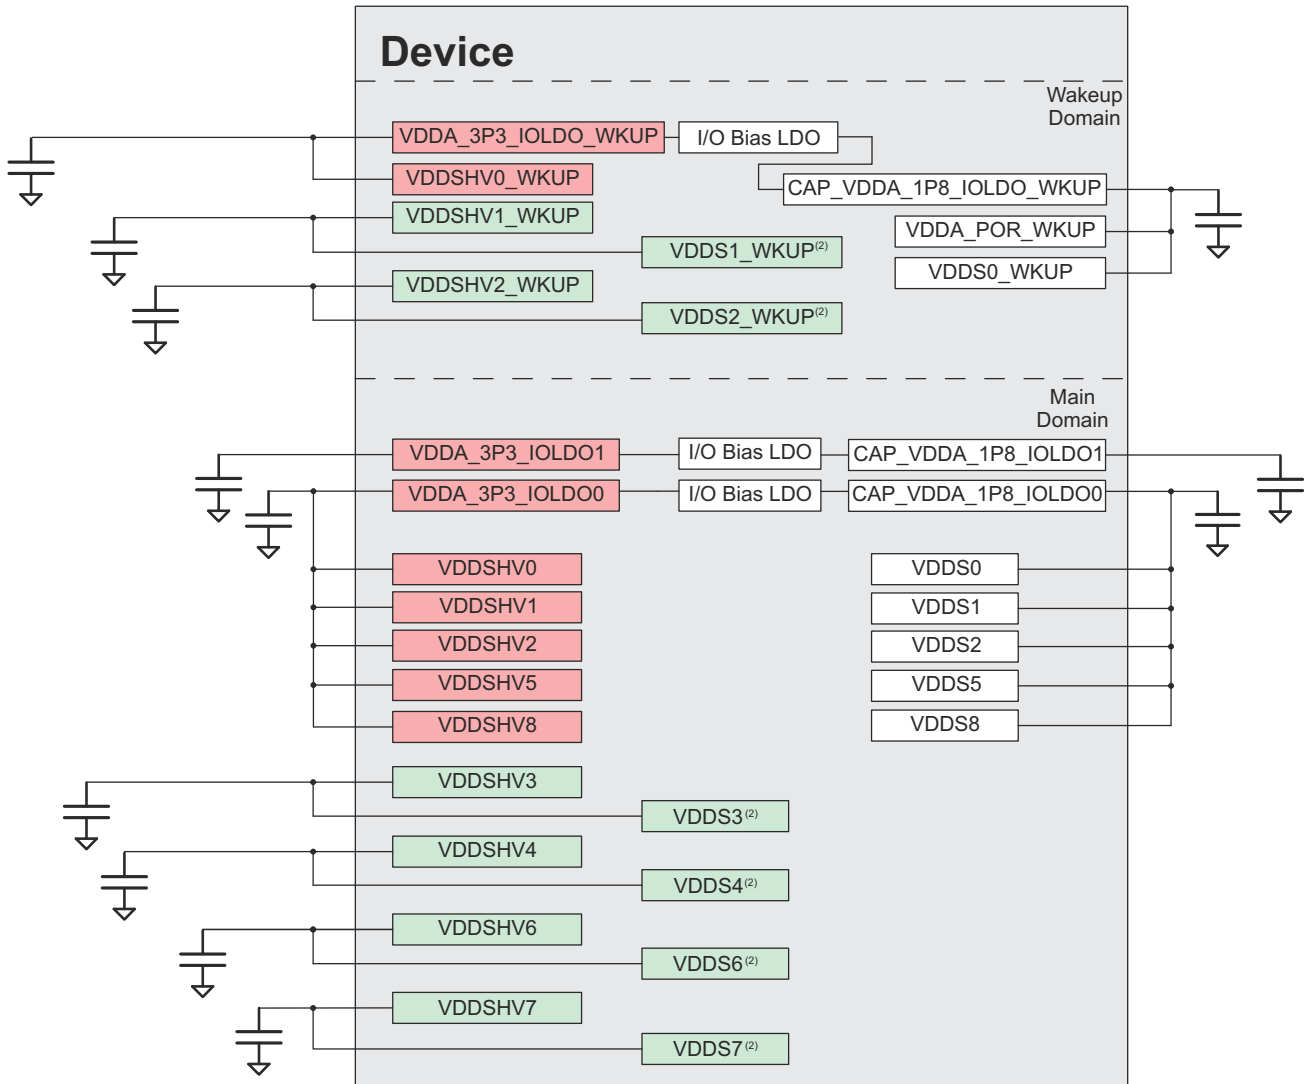 Device
Wakeup
Domain
VDDA_3P3_IOLDO_WKUP
I/O Bias LDO
VDDSHV0_WKUP
CAP_VDDA_1P8_IOLDO_WKUP
VDDSHV1_WKUP
VDDA_POR_WKUP
VDDS1_WKUP(2)
VDDS0_WKUP
VDDSHV2_WKUP
VDDS2_WKUP(2)
Main
Domain
VDDA_3P3_IOLDO1
I/O Bias LDO
CAP_VDDA_1P8_IOLDO1
VDDA_3P3_IOLDO0
I/O Bias LDO
CAP_VDDA_1P8_IOLDO0
VDDSHV0
VDDS0
VDDSHV1
VDDS1
VDDSHV2
VDDS2
VDDSHV5
VDDS5
VDDSHV8
VDDS8
VDDSHV3
VDDS3(2)
VDDSHV4
VDDS4(2)
VDDSHV6
VDDS6(2)
VDDSHV7
VDDS7(2)